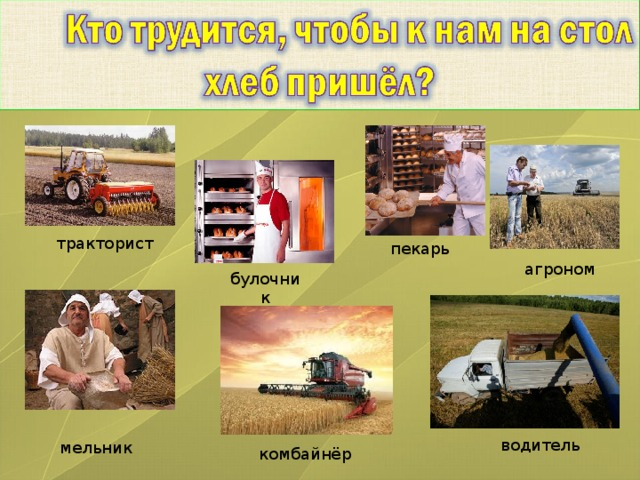 Кто трудится, чтобы к нам на стол
хлеб пришёл?
тракторист
пекарь
агроном
булочни
к
мельник
комбайнёр
водитель